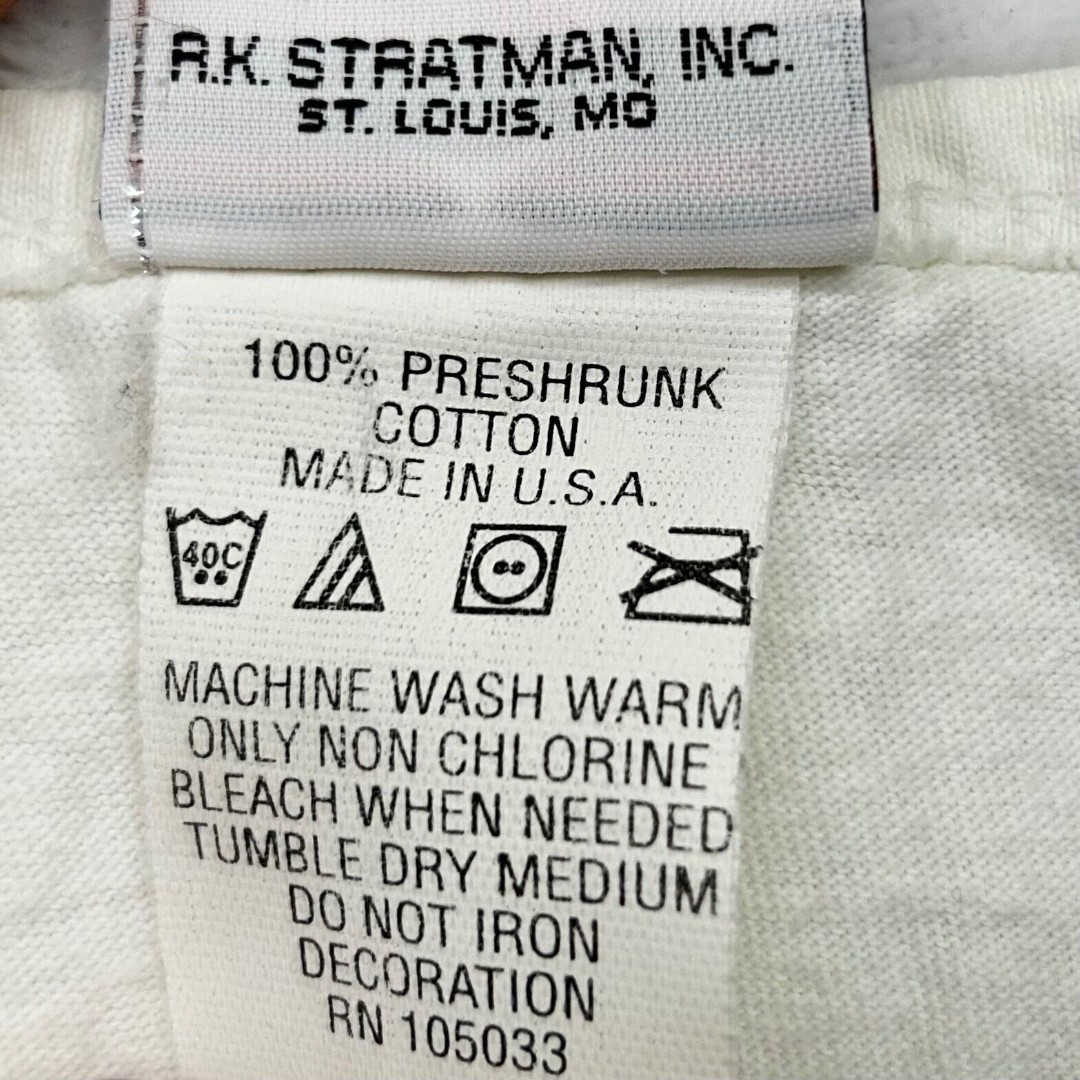 R.K. STRATMAN, INC.
ST. LOUIS, MO
100% PRESHRUNK
COTTON
MADE IN U.S.A.
40C
MACHINE WASH WARM
ONLY NON CHLORINE
BLEACH WHEN NEEDED
TUMBLE DRY MEDIUM
DO NOT IRON
DECORATION
RN 105033